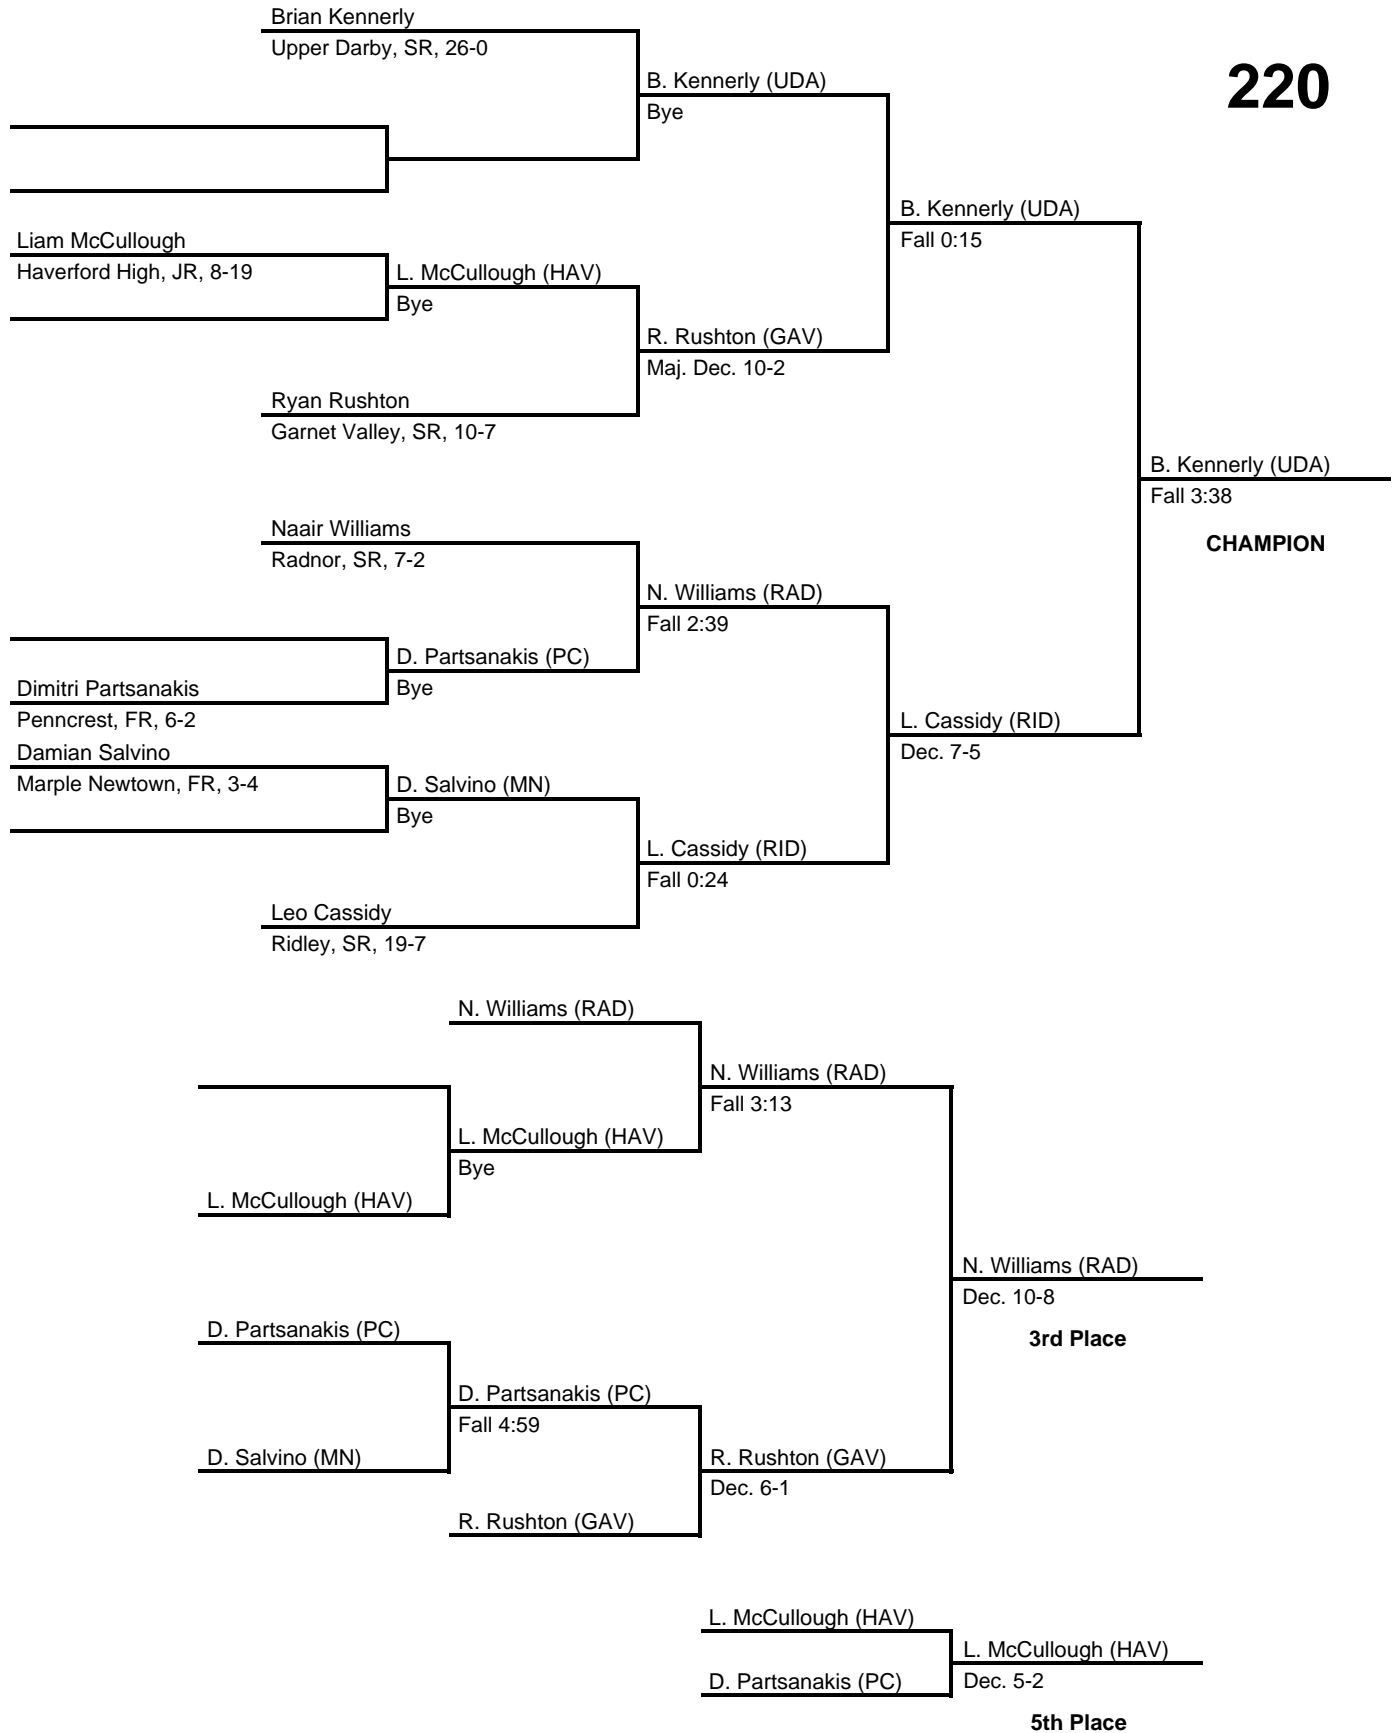 Brian Kennerly
Upper Darby, SR, 26-0
220
B. Kennerly (UDA)
Bye
B. Kennerly (UDA)
Fall 0:15
Liam McCullough
Haverford High, JR, 8-19
L. McCullough (HAV)
Bye
R. Rushton (GAV)
Maj. Dec. 10-2
Ryan Rushton
Garnet Valley, SR, 10-7
B. Kennerly (UDA)
Fall 3:38
CHAMPION
Naair Williams
Radnor, SR, 7-2
N. Williams (RAD)
Fall 2:39
D. Partsanakis (PC)
Bye
Dimitri Partsanakis
Penncrest, FR, 6-2
L. Cassidy (RID)
Dec. 7-5
Damian Salvino
Marple Newtown, FR, 3-4
D. Salvino (MN)
Bye
L. Cassidy (RID)
Fall 0:24
Leo Cassidy
Ridley, SR, 19-7
N. Williams (RAD)
N. Williams (RAD)
Fall 3:13
L. McCullough (HAV)
Bye
L. McCullough (HAV)
N. Williams (RAD)
Dec. 10-8
3rd Place
D. Partsanakis (PC)
D. Partsanakis (PC)
Fall 4:59
D. Salvino (MN)
R. Rushton (GAV)
Dec. 6-1
R. Rushton (GAV)
L. McCullough (HAV)
L. McCullough (HAV)
Dec. 5-2
D. Partsanakis (PC)
5th Place